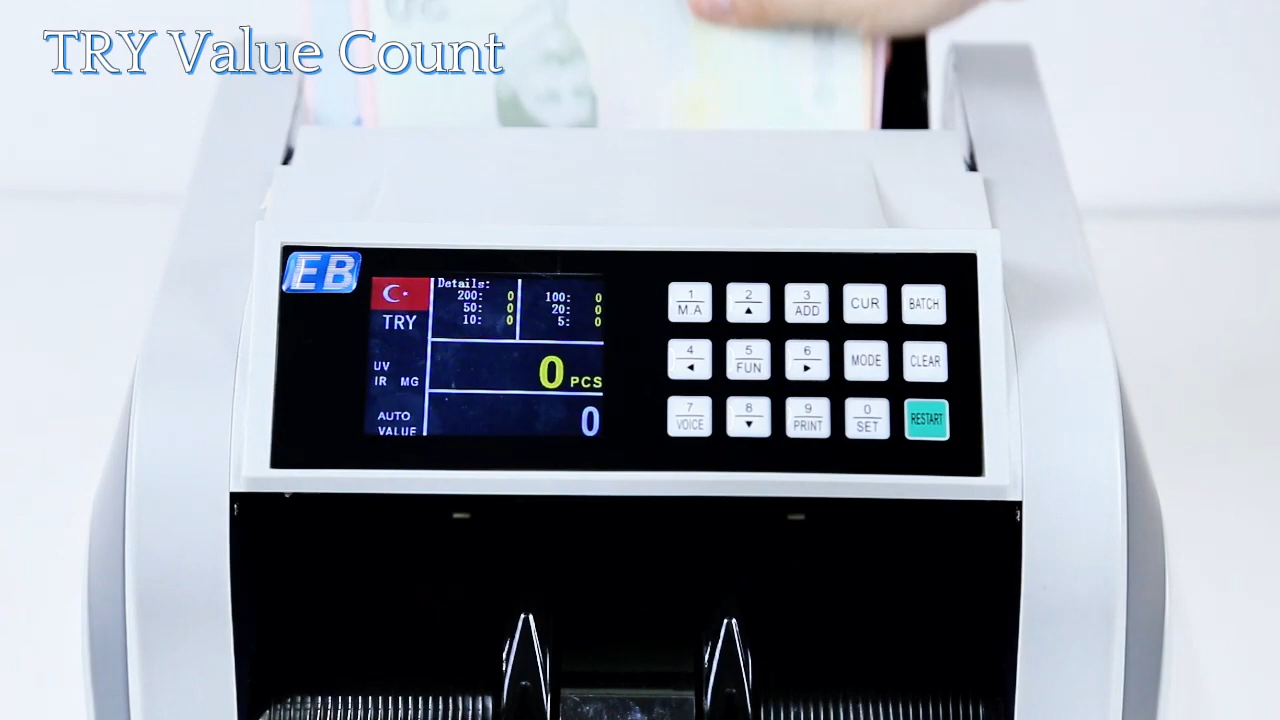 TRY Value Count
EB
TRY
UV
IR MG
AUTO
VALUE
Details:
200: 0 100: 0
50: 0 20: 0
10: 0 5: 0
0 PCS
0
1 M.A
2 ▲
3 ADD
CUR
BATCH
4 ◄
5 FUN
6 ►
MODE
CLEAR
7 VOICE
8 ▼
9 PRINT
0 SET
RESTART